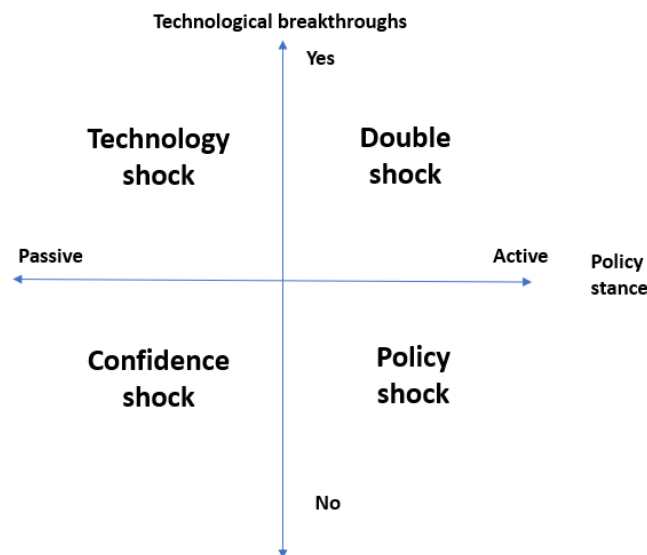 Technological breakthroughs
Yes
Technology
shock
Double
shock
Passive
Active
Policy
stance
Confidence
shock
Policy
shock
No